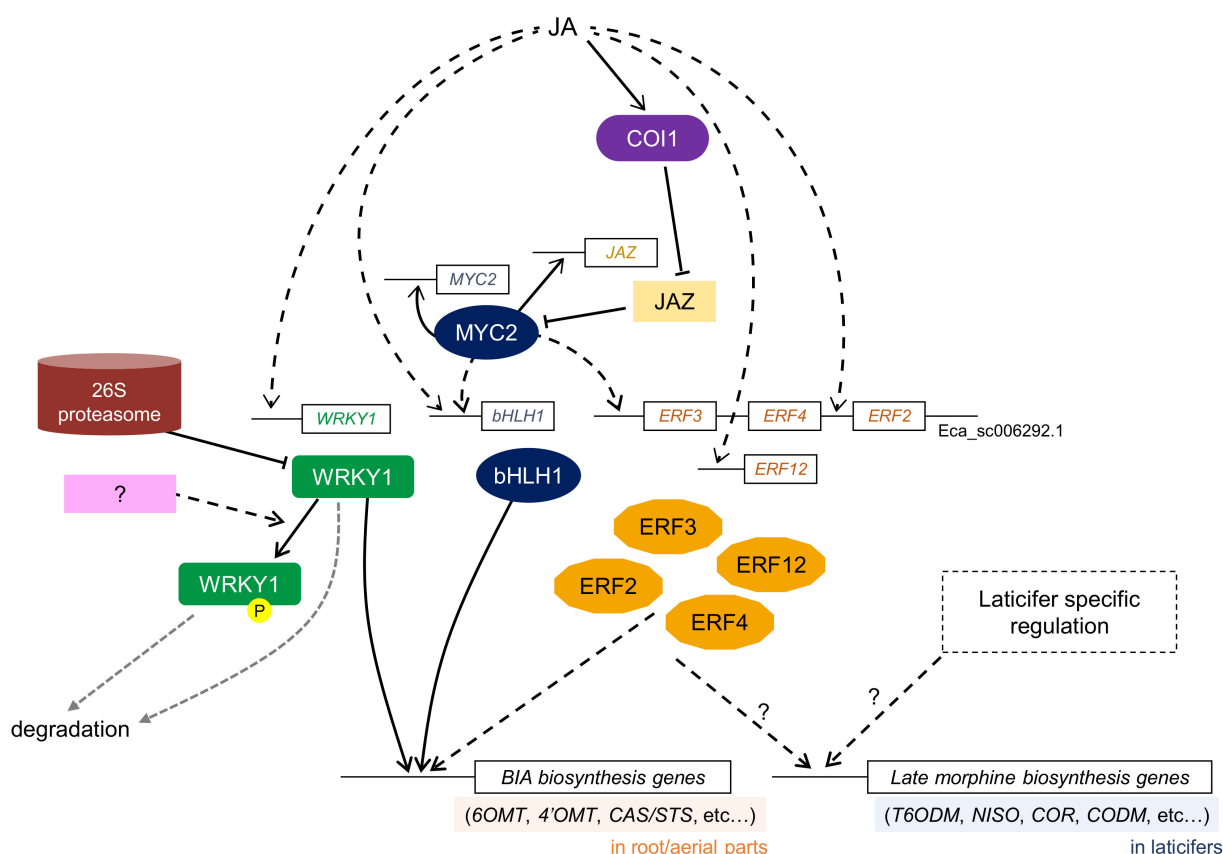 JA
COI1
JAZ
MYC2
JAZ
MYC2
26S
proteasome
WRKY1
bHLH1
ERF3
ERF4
ERF2
Eca_sc006292.1
ERF12
WRKY1
bHLH1
?
ERF3
ERF12
WRKY1
P
ERF2
ERF4
Laticifer specific
regulation
?
?
degradation
BIA biosynthesis genes
Late morphine biosynthesis genes
(6OMT, 4'OMT, CAS/STS, etc…)
(T6ODM, NISO, COR, CODM, etc…)
in root/aerial parts
in laticifers